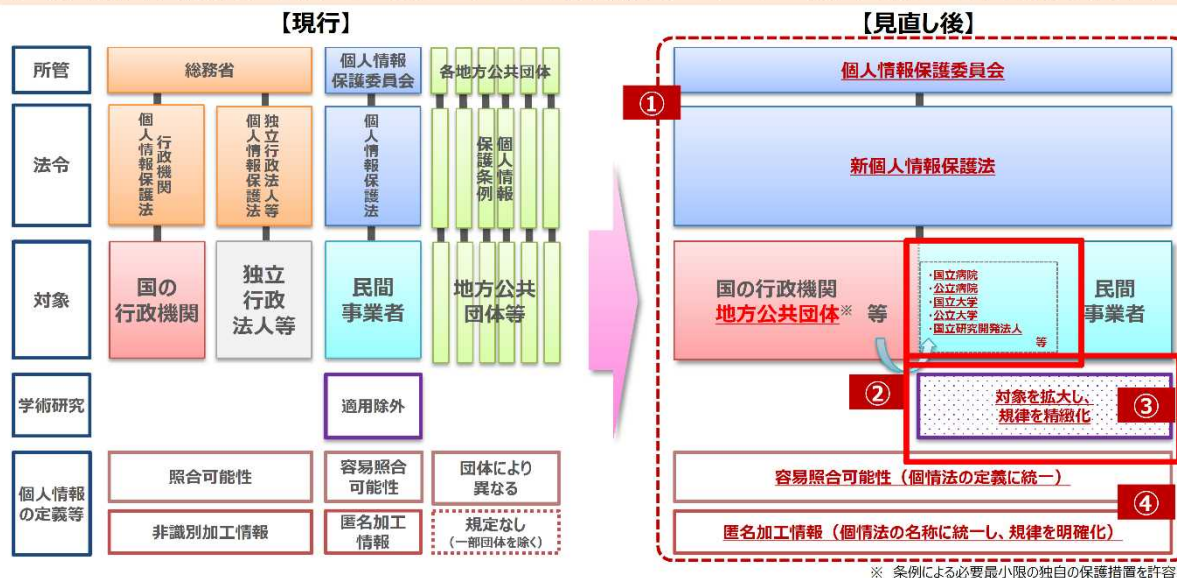 【現行】
【見直し後】
所管
総務省
個人情報
保護委員会
各地方公共団体
個人情報保護委員会
①
法令
行政機関
個人情報保護法
独立行政法人等
個人情報保護法
個人情報保護法
個人情報
保護条例
新個人情報保護法
対象
国の
行政機関
独立
行政
法人等
民間
事業者
地方公共
団体等
国の行政機関
地方公共団体※ 等
・国立病院
・公立病院
・国立大学
・公立大学
・国立研究開発法人
等
民間
事業者
②
学術研究
適用除外
対象を拡大し、
規律を精緻化
③
個人情報
の定義等
照合可能性
容易照合
可能性
団体により
異なる
容易照合可能性（個情法の定義に統一）
④
非識別加工情報
匿名加工
情報
規定なし
（一部団体を除く）
匿名加工情報（個情法の名称に統一し、規律を明確化）
※ 条例による必要最小限の独自の保護措置を許容